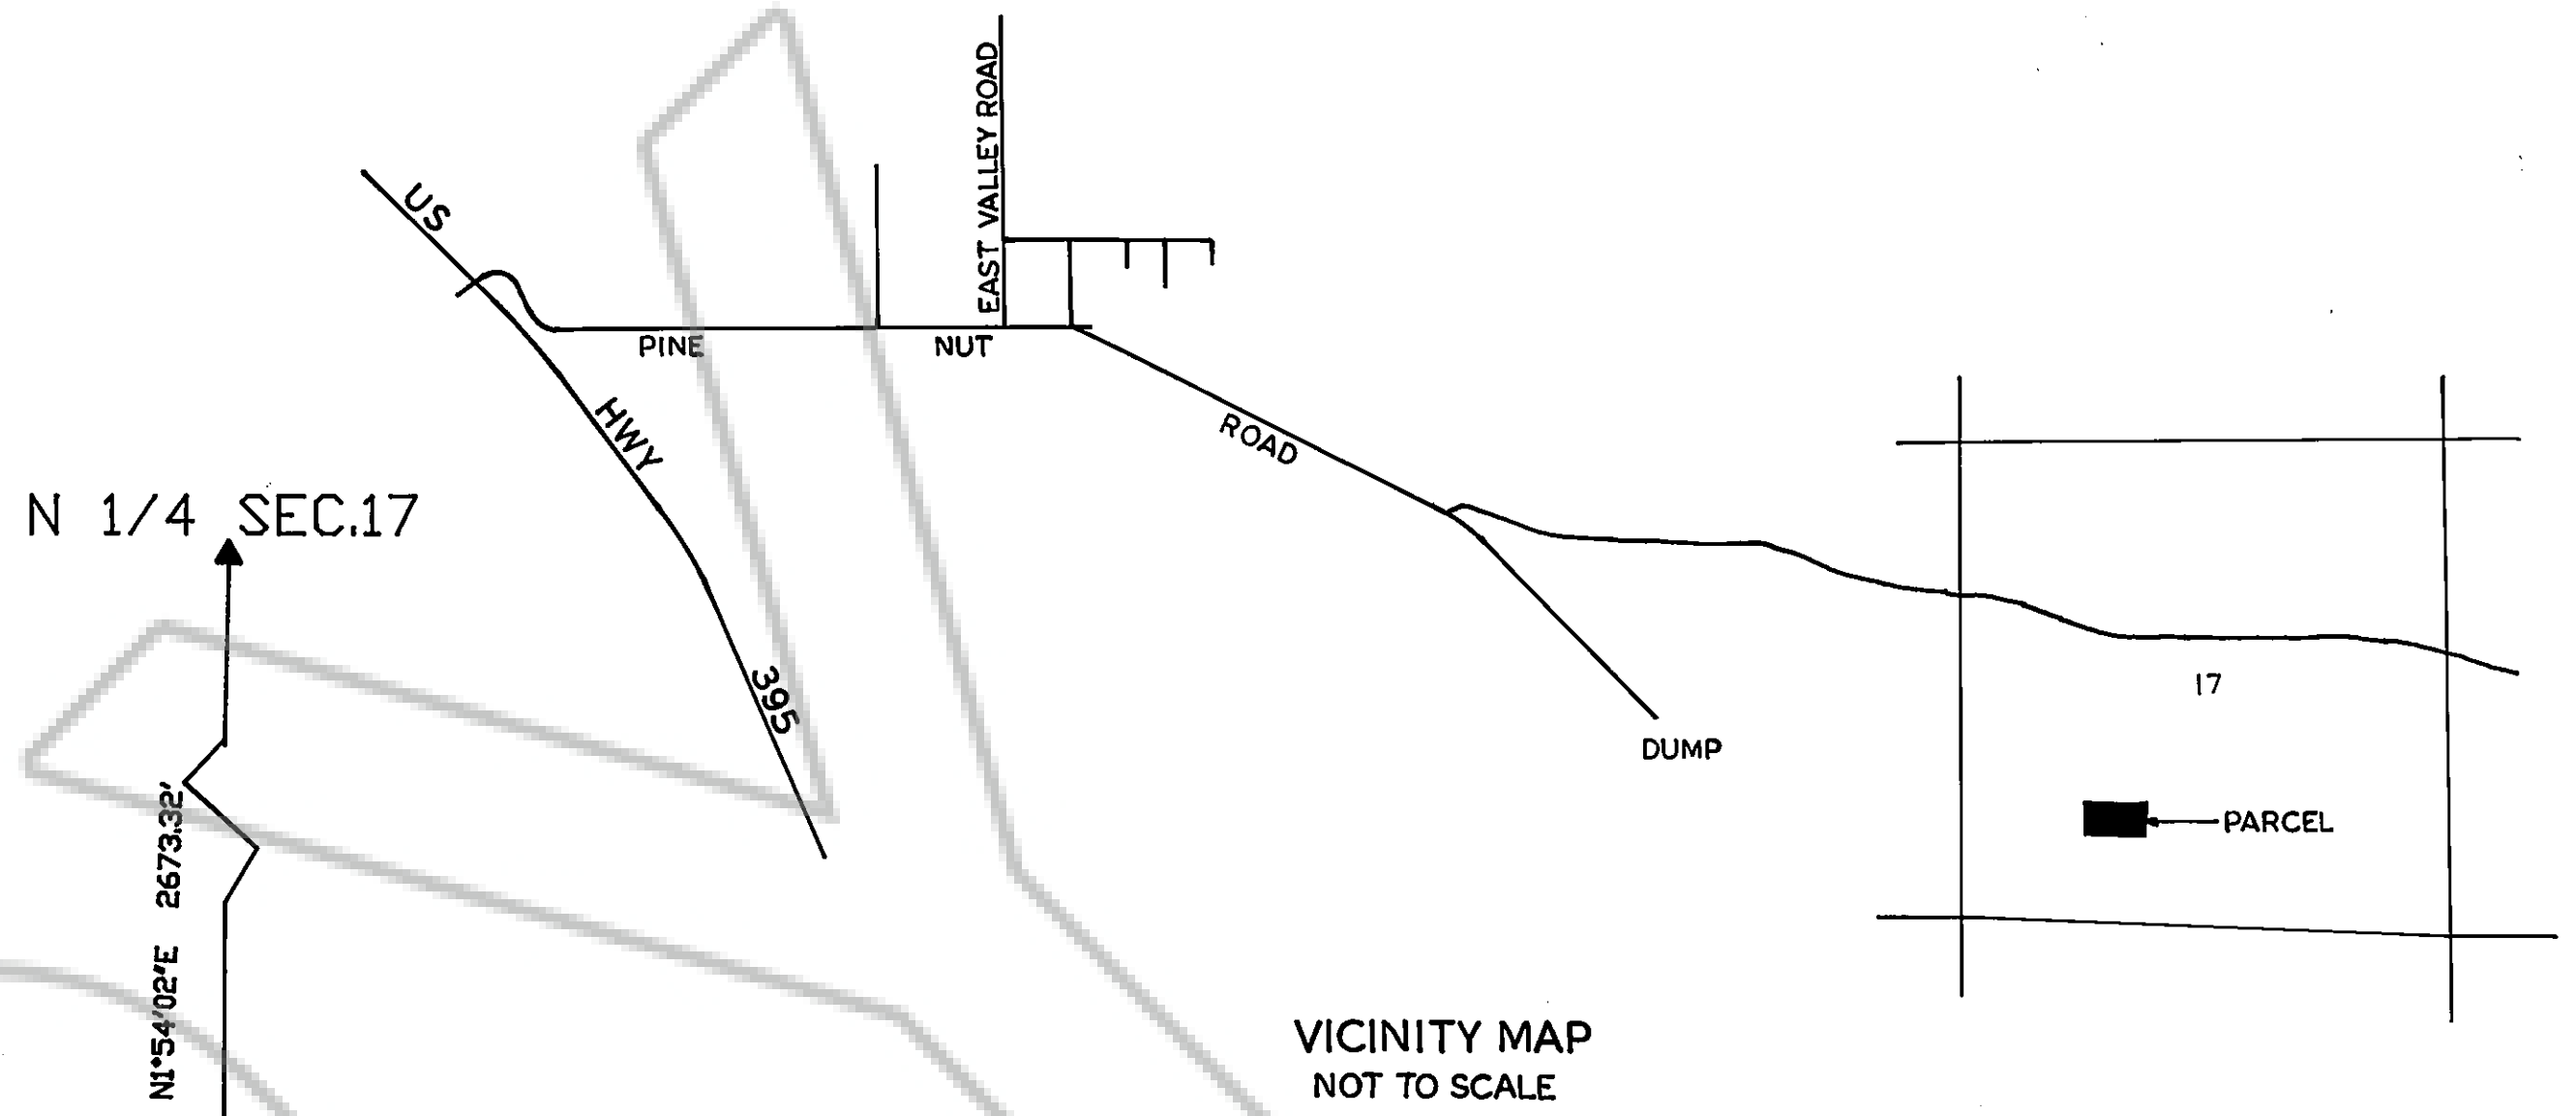 EAST VALLEY ROAD
US
PINE
NUT
HWY
ROAD
N 1/4 SEC.17
395
17
DUMP
PARCEL
N1°54'02"E 2673.32'
VICINITY MAP
NOT TO SCALE